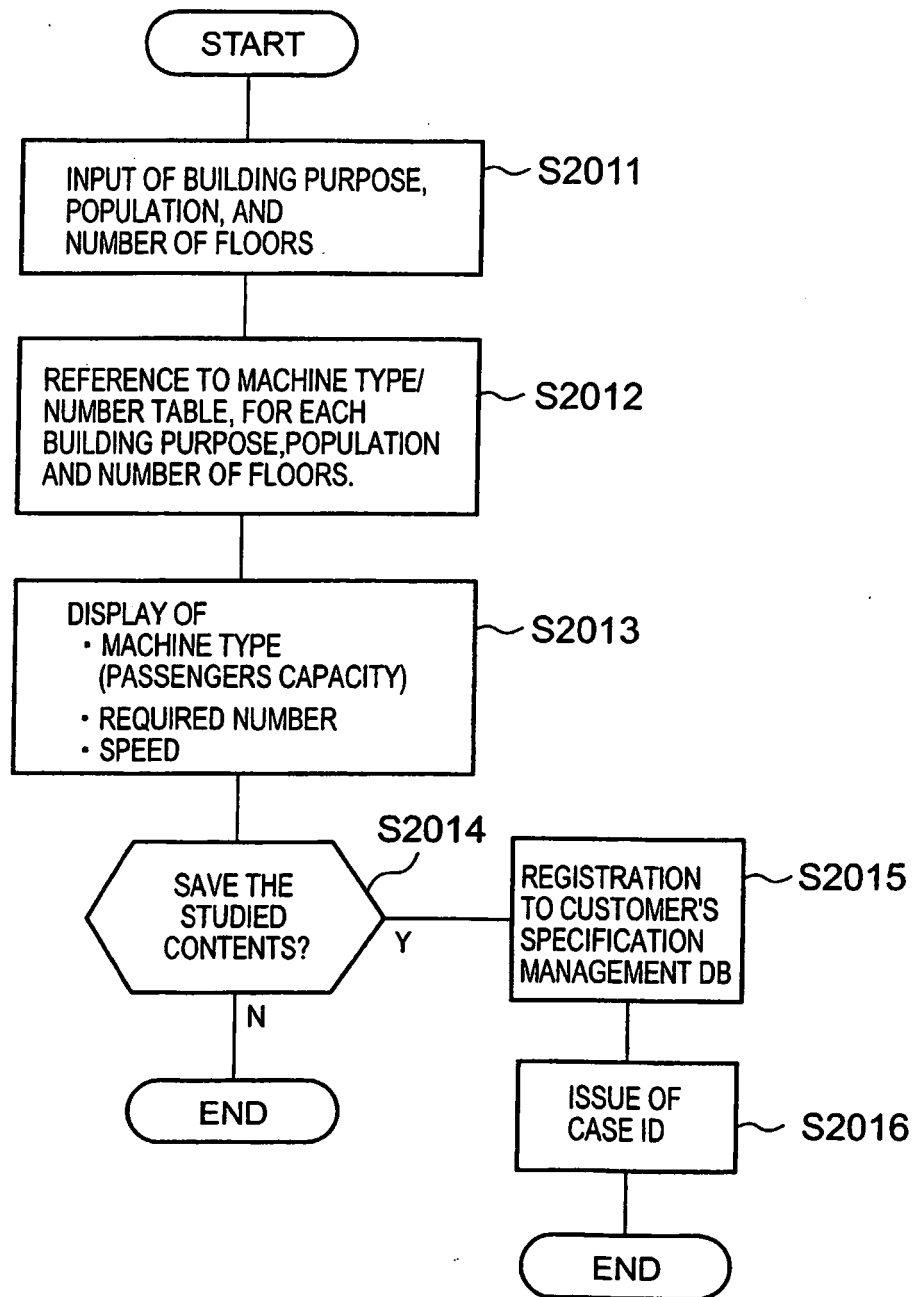 START
INPUT OF BUILDING PURPOSE,
POPULATION, AND
NUMBER OF FLOORS
S2011
REFERENCE TO MACHINE TYPE/
NUMBER TABLE, FOR EACH
BUILDING PURPOSE,POPULATION
AND NUMBER OF FLOORS.
S2012
DISPLAY OF
・MACHINE TYPE
(PASSENGERS CAPACITY)
・REQUIRED NUMBER
・SPEED
S2013
SAVE THE
STUDIED
CONTENTS?
S2014
Y
N
END
REGISTRATION
TO CUSTOMER'S
SPECIFICATION
MANAGEMENT DB
S2015
ISSUE OF
CASE ID
S2016
END